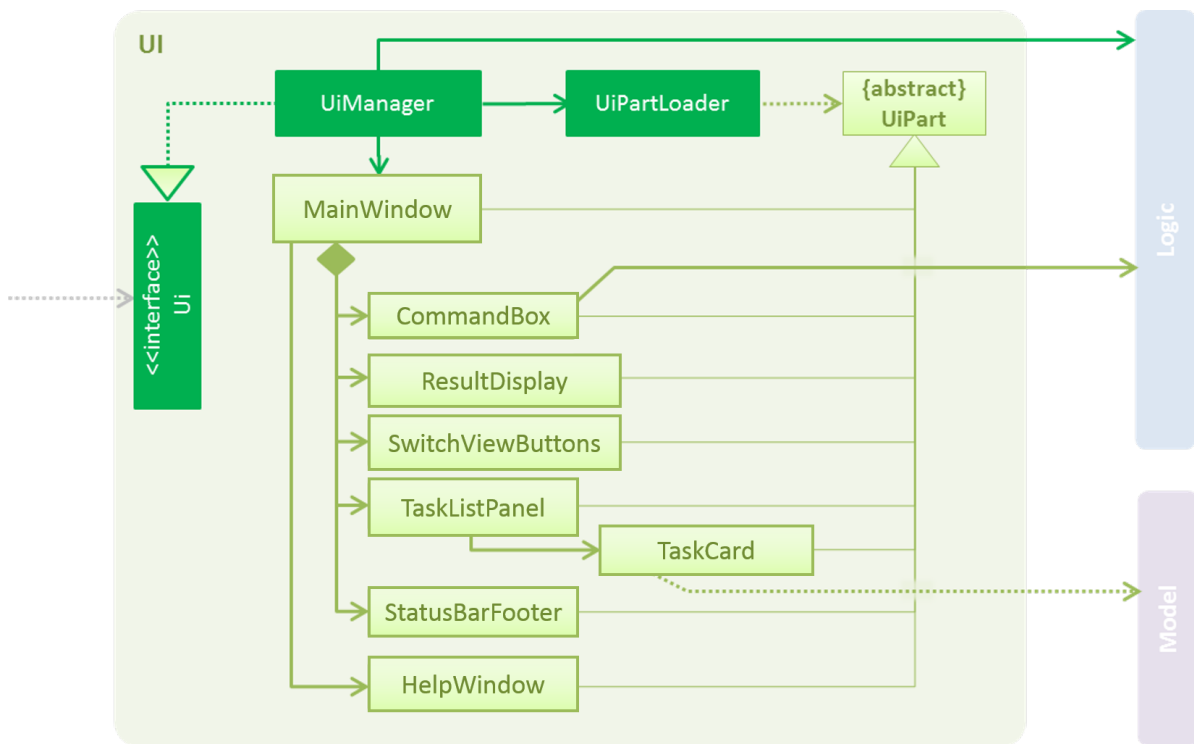 UI
UiManager
UiPartLoader
{abstract}
UiPart
MainWindow
<<interface>>
Ui
Logic
CommandBox
ResultDisplay
SwitchViewButtons
TaskListPanel
TaskCard
StatusBarFooter
Model
HelpWindow